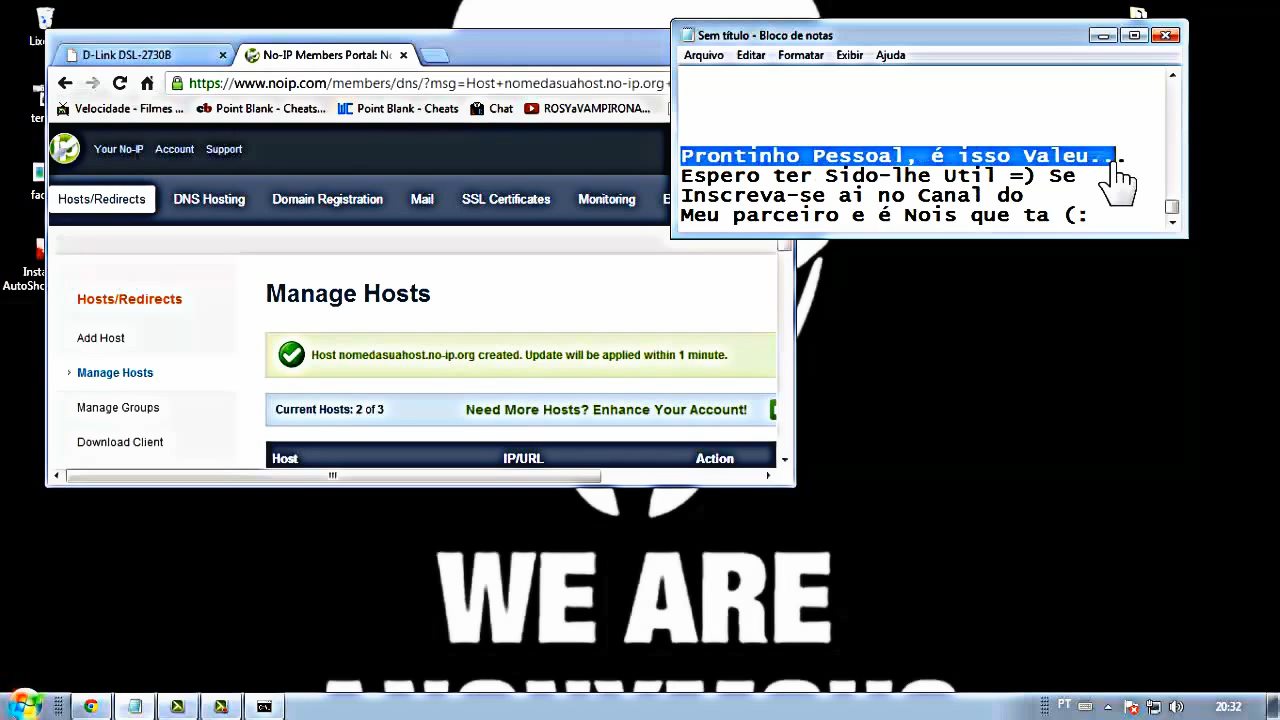 Lix
ter
fac
Insta
AutoSho
D-Link DSL-2730B
No-IP Members Portal: N
https://www.noip.com/members/dns/?msg=Host+nomedasuahost.no-ip.org+
Velocidade - Filmes ...
Point Blank - Cheats...
Point Blank - Cheats
Chat
ROSYaVAMPIRONA...
Your No-IP
Account
Support
Hosts/Redirects
DNS Hosting
Domain Registration
Mail
SSL Certificates
Monitoring
E
Hosts/Redirects
Add Host
Manage Hosts
Manage Groups
Download Client
Manage Hosts
Host nomedasuahost.no-ip.org created. Update will be applied within 1 minute.
Current Hosts: 2 of 3
Need More Hosts? Enhance Your Account!
Host
IP/URL
Action
Sem título - Bloco de notas
Arquivo
Editar
Formatar
Exibir
Ajuda
Prontinho Pessoal, é isso Valeu...
Espero ter Sido-lhe Util =) Se
Inscreva-se ai no Canal do
Meu parceiro e é Nois que ta (:
WE ARE
ANONYMOUS
PT
20:32